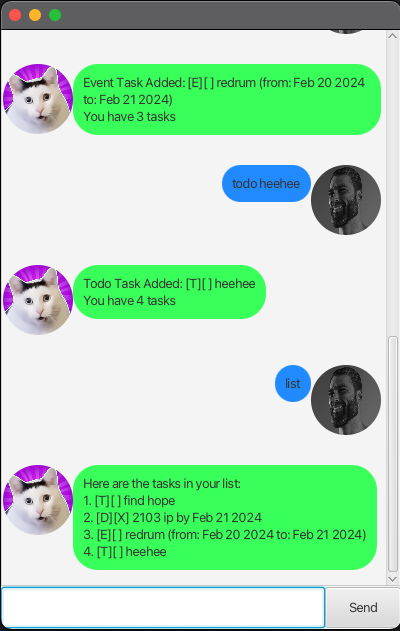 Event Task Added: [E][ ] redrum (from: Feb 20 2024
to: Feb 21 2024)
You have 3 tasks
todo heehee
Todo Task Added: [T][ ] heehee
You have 4 tasks
list
Here are the tasks in your list:
1. [T][ ] find hope
2. [D][X] 2103 ip by Feb 21 2024
3. [E][ ] redrum (from: Feb 20 2024 to: Feb 21 2024)
4. [T][ ] heehee
Send